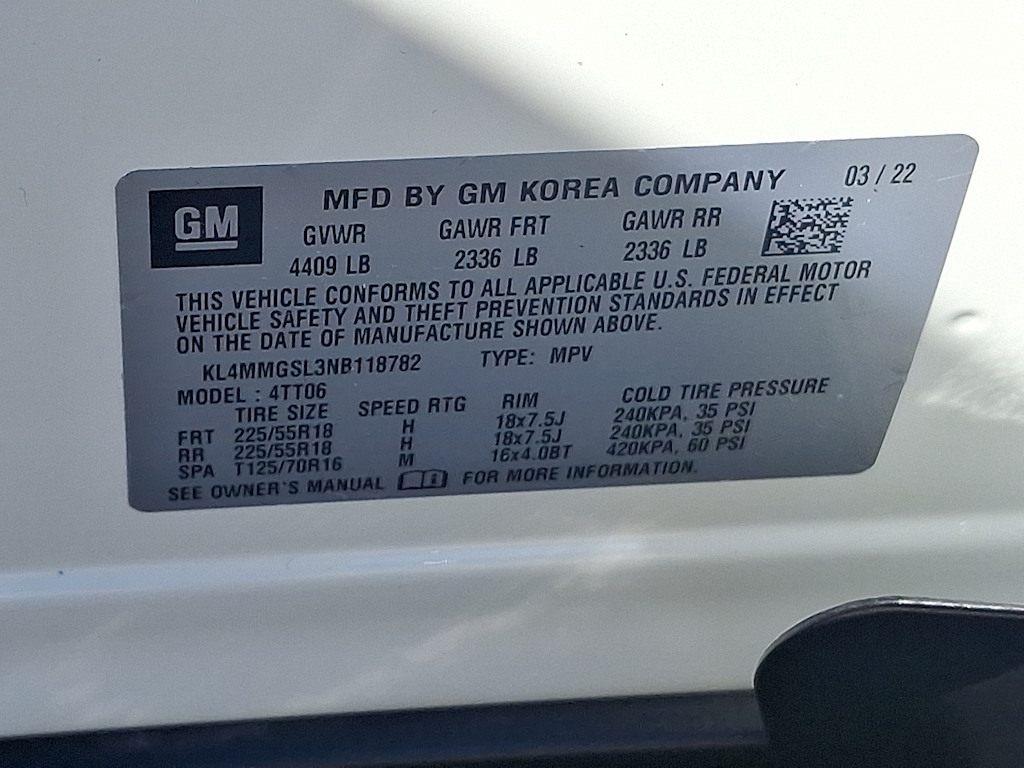 GM
MFD BY GM KOREA COMPANY 03 / 22
GVWR GAWR FRT GAWR RR
4409 LB 2336 LB 2336 LB
THIS VEHICLE CONFORMS TO ALL APPLICABLE U.S. FEDERAL MOTOR
VEHICLE SAFETY AND THEFT PREVENTION STANDARDS IN EFFECT
ON THE DATE OF MANUFACTURE SHOWN ABOVE.
KL4MMGSL3NB118782 TYPE: MPV
MODEL : 4TT06
TIRE SIZE SPEED RTG RIM COLD TIRE PRESSURE
FRT 225/55R18 H 18x7.5J 240KPA, 35 PSI
RR 225/55R18 H 18x7.5J 240KPA, 35 PSI
SPA T125/70R16 M 16x4.0BT 420KPA, 60 PSI
SEE OWNER'S MANUAL FOR MORE INFORMATION.